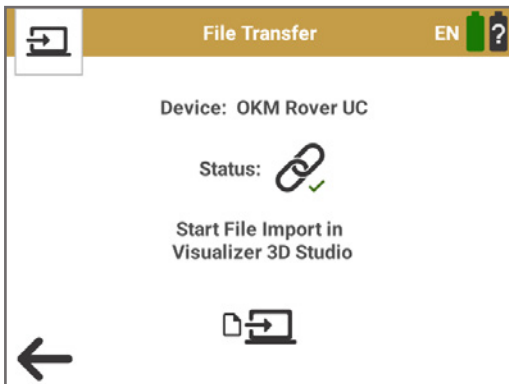 File Transfer
EN
?
Device: OKM Rover UC
Status:
Start File Import in
Visualizer 3D Studio